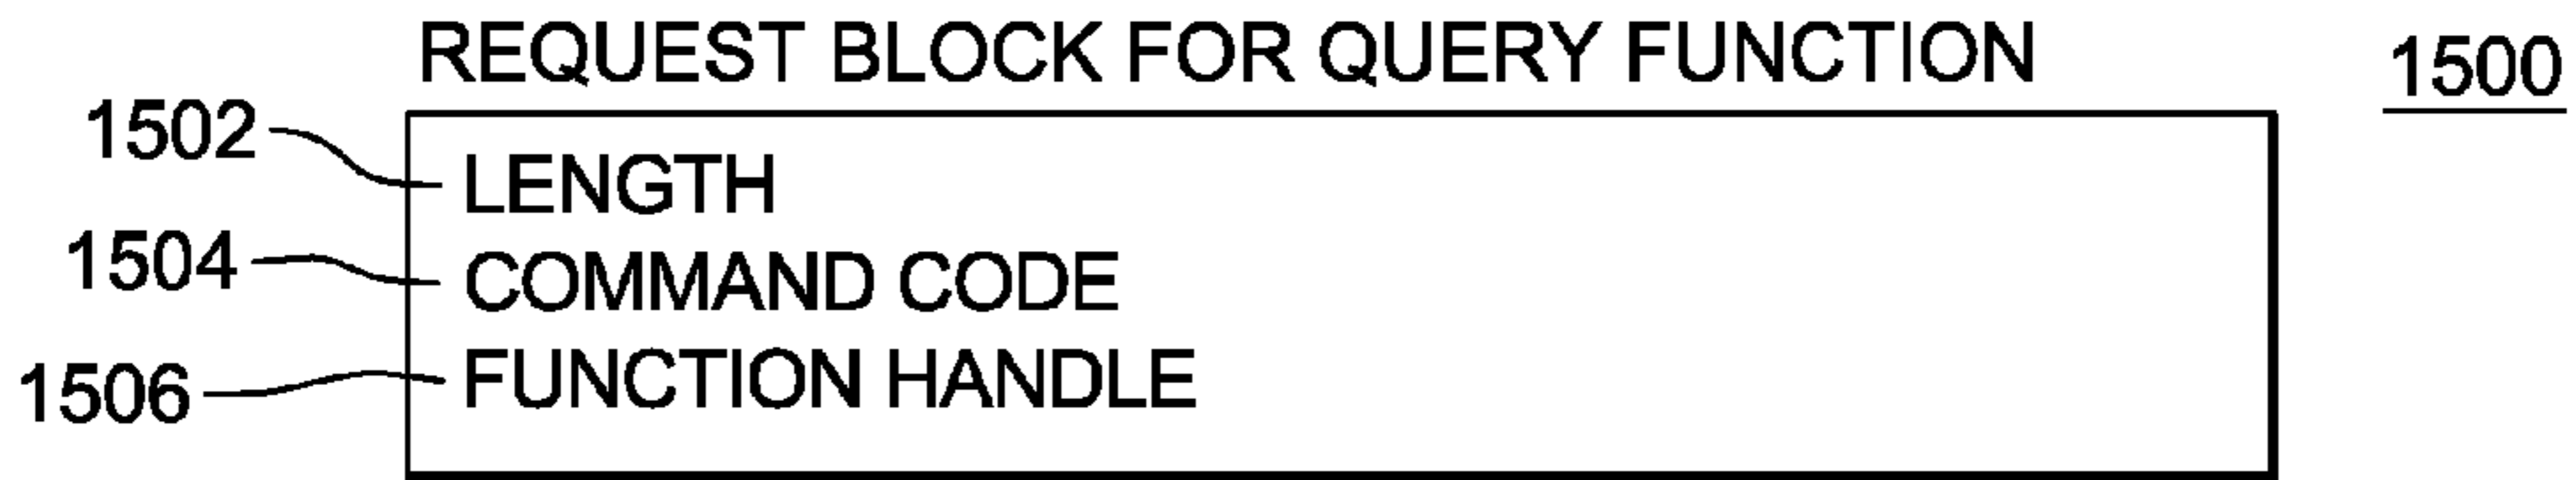 REQUEST BLOCK FOR QUERY FUNCTION 1500
1502 LENGTH
1504 COMMAND CODE
1506 FUNCTION HANDLE